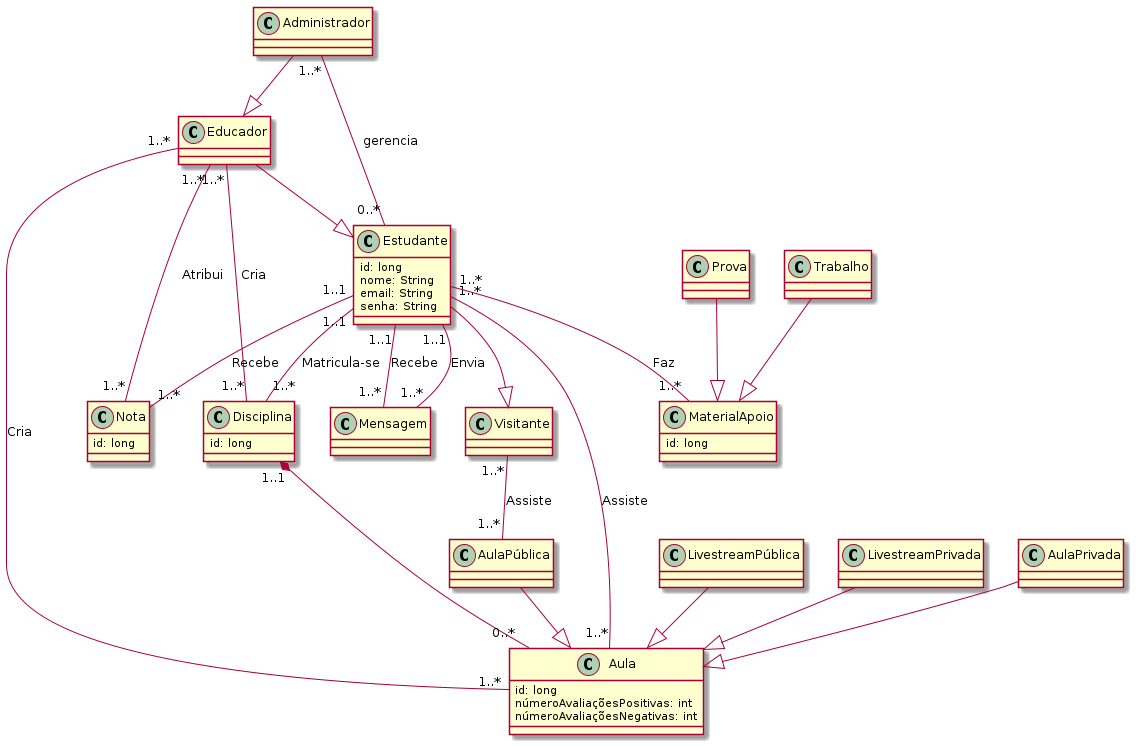 C Administrador
1..*
gerencia
0..*
C Educador
1..*
1..*
1..*
Atribui
Cria
C Estudante
id: long
nome: String
email: String
senha: String
1..1
1..1
1..1
1..1
1..*
1..*
C Prova
C Trabalho
Recebe
Matricula-se
Recebe
Envia
Faz
1..*
1..*
1..*
1..*
1..*
1..*
1..*
C Nota
id: long
C Disciplina
id: long
C Mensagem
C Visitante
C MaterialApoio
id: long
Cria
1..1
1..*
Assiste
Assiste
1..*
C AulaPública
C LivestreamPública
C LivestreamPrivada
C AulaPrivada
0..*
1..*
1..*
C Aula
id: long
númeroAvaliaçõesPositivas: int
númeroAvaliaçõesNegativas: int